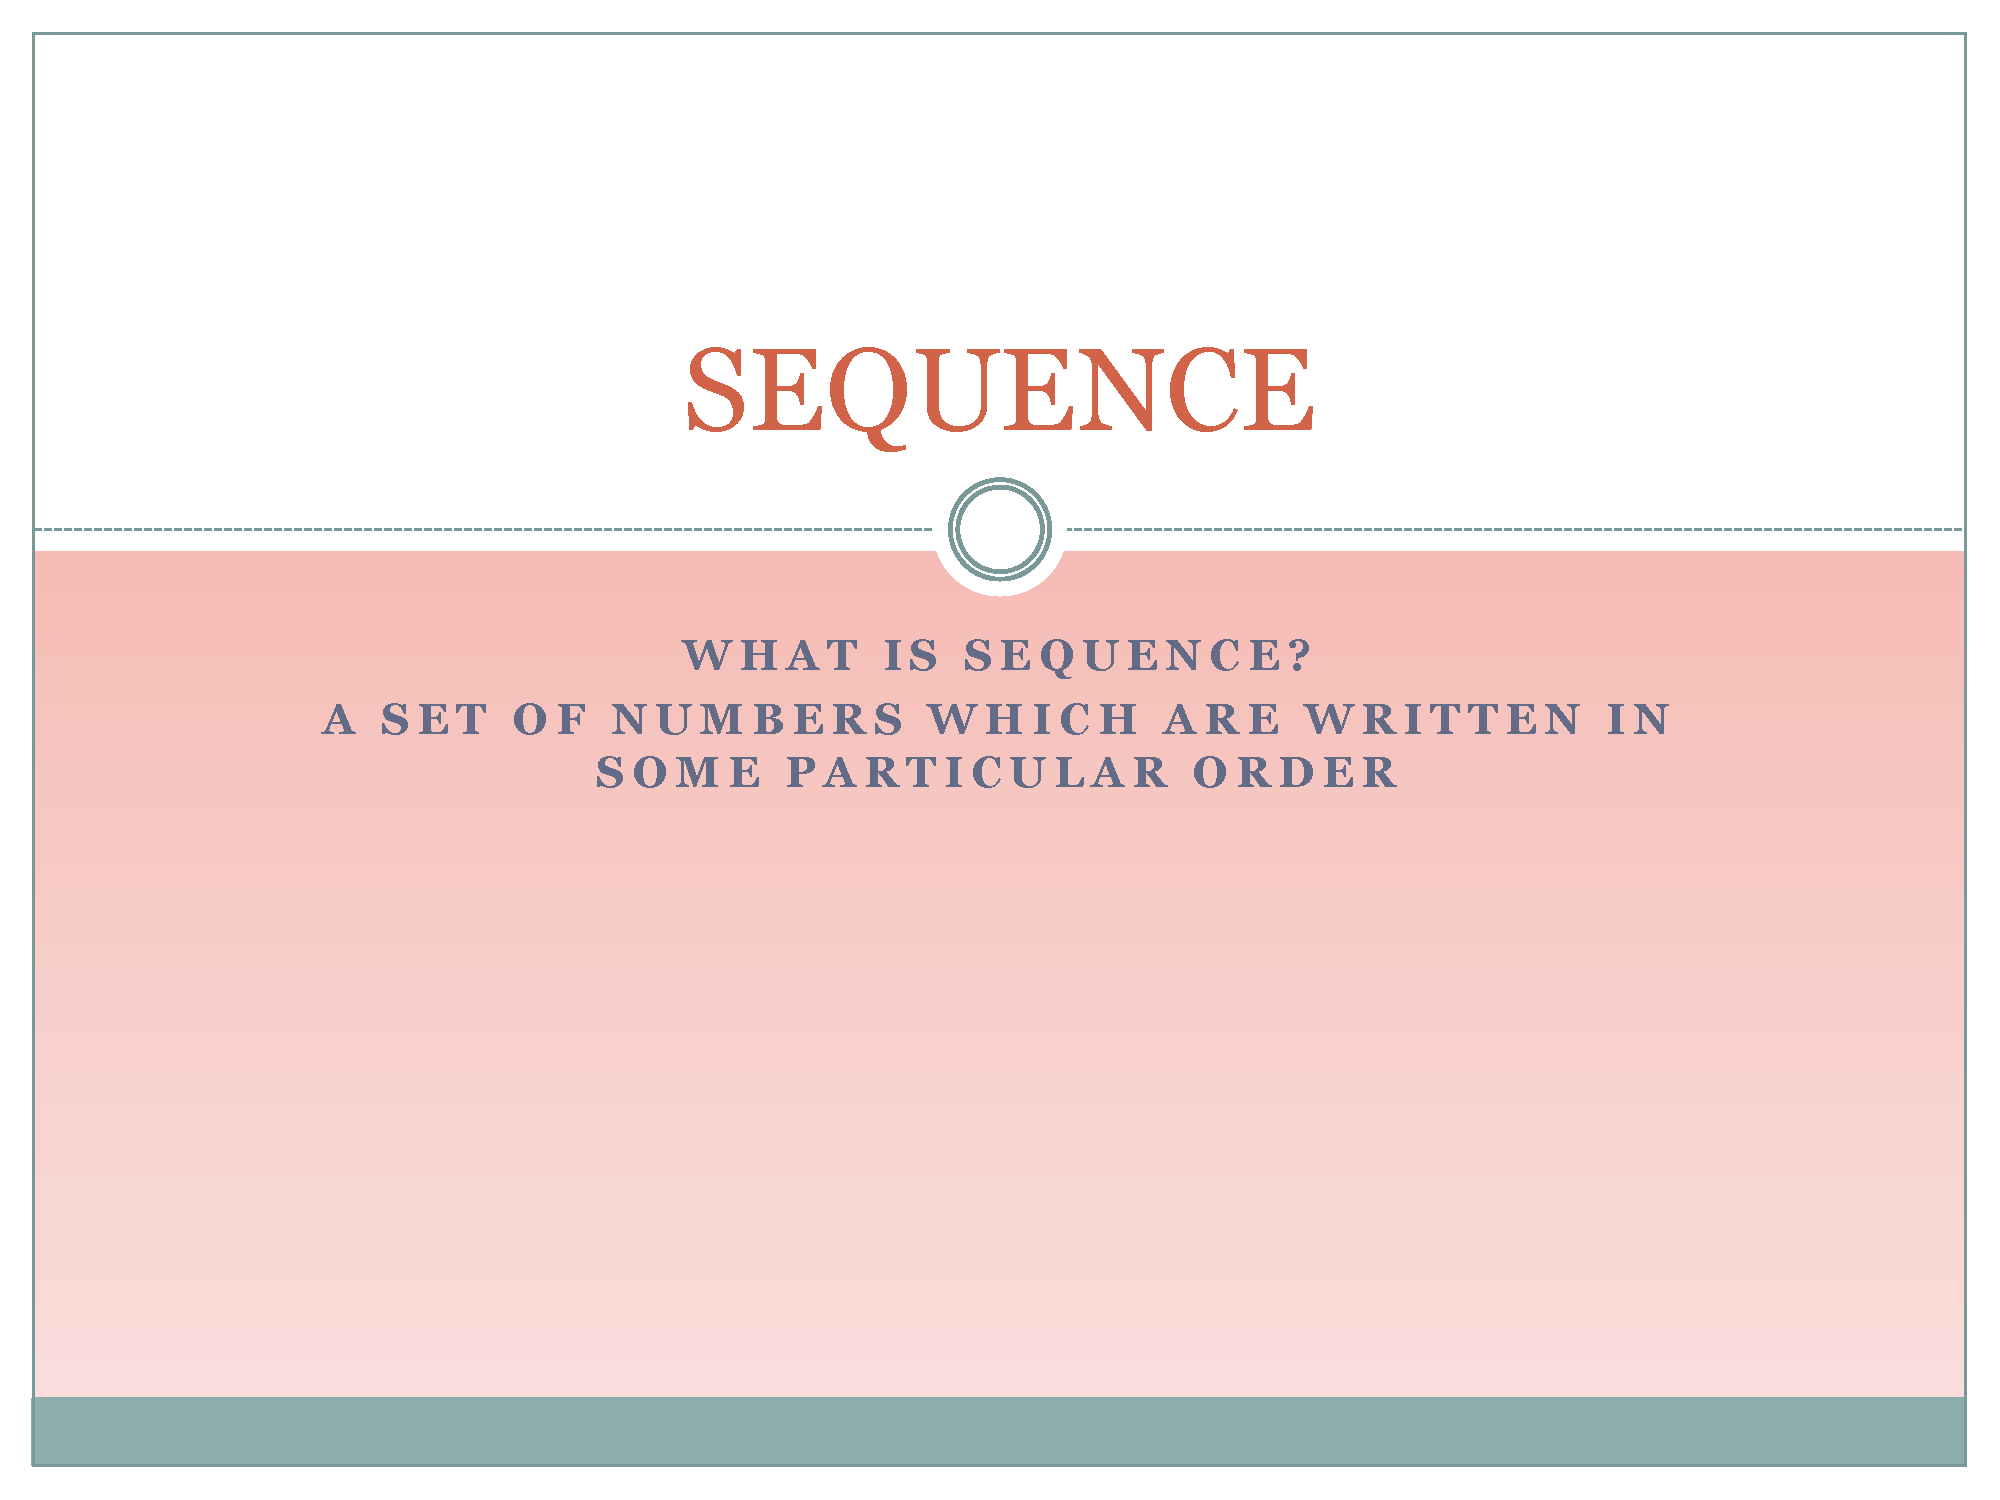 SEQUENCE
WHAT IS SEQUENCE?
A SET OF NUMBERS WHICH ARE WRITTEN IN
SOME PARTICULAR ORDER